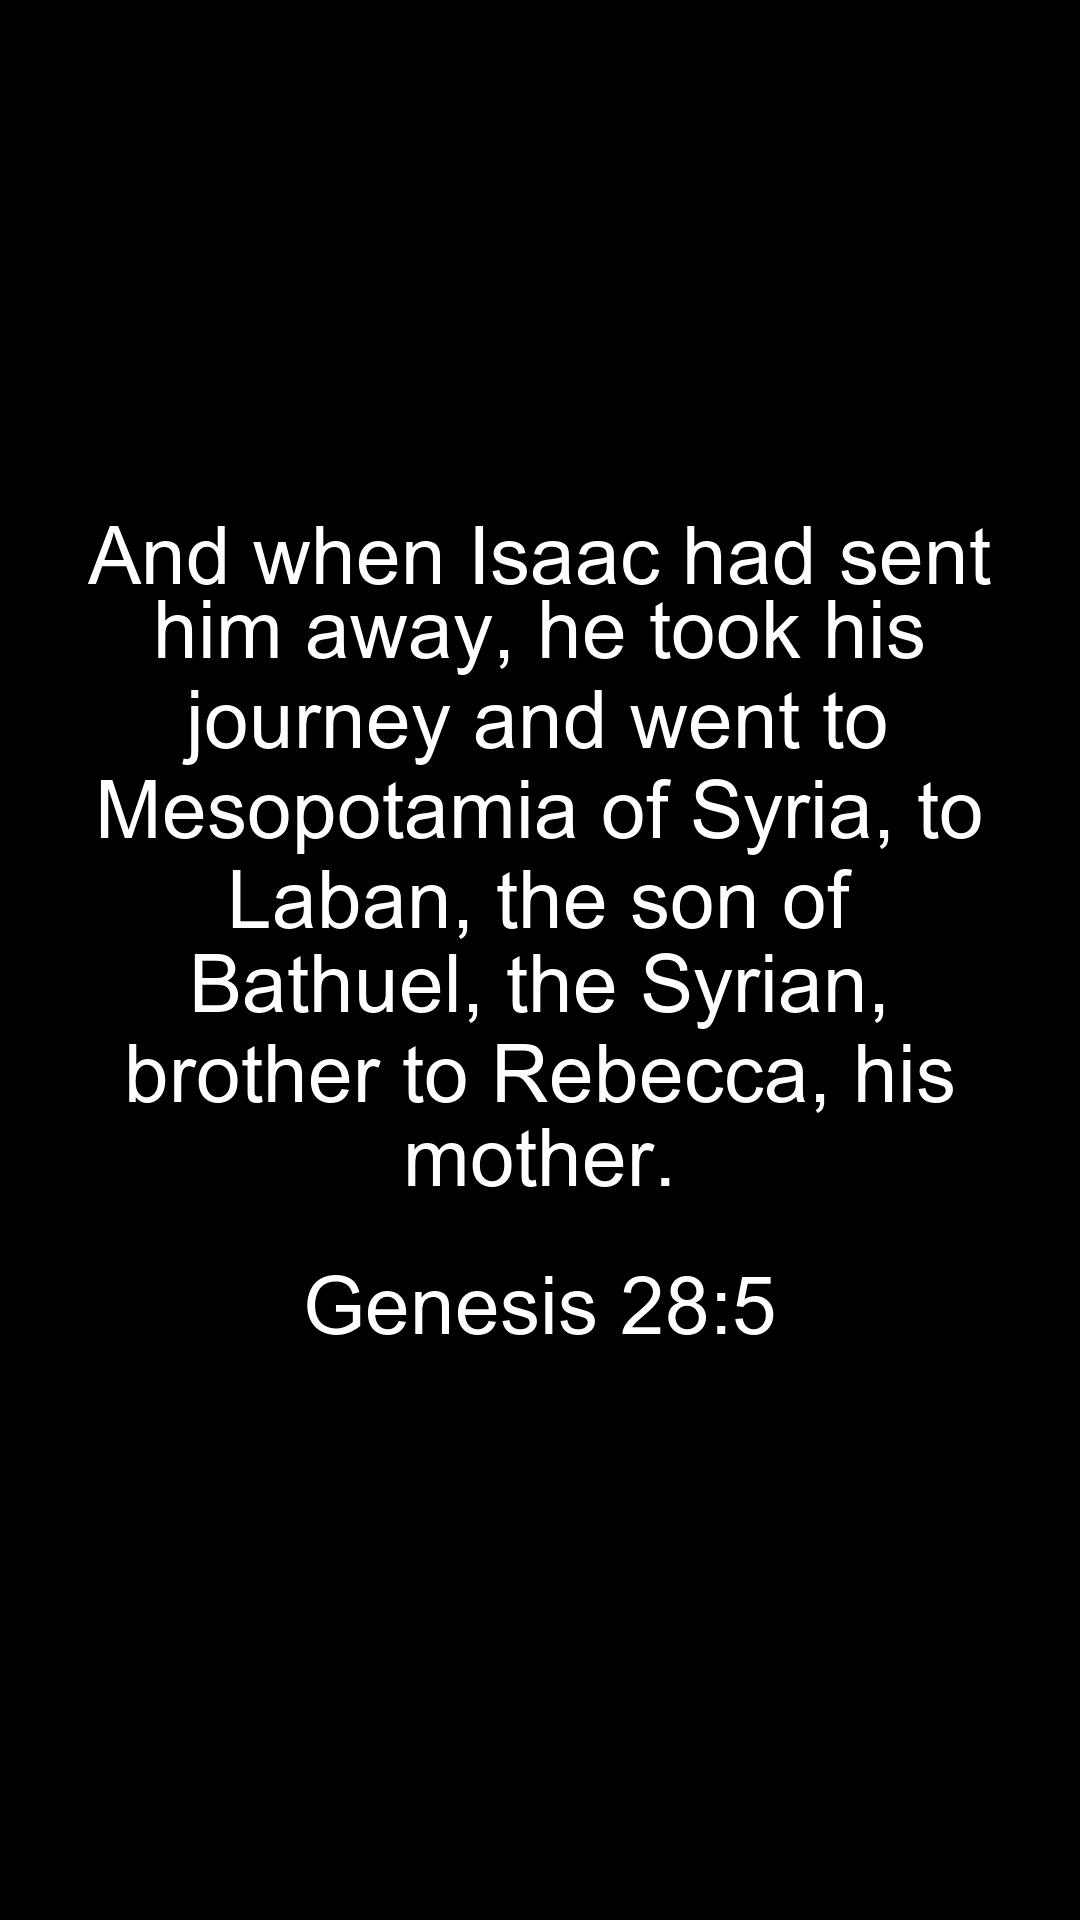 And when Isaac had sent
him away, he took his
journey and went to
Mesopotamia of Syria, to
Laban, the son of
Bathuel, the Syrian,
brother to Rebecca, his
mother.
Genesis 28:5